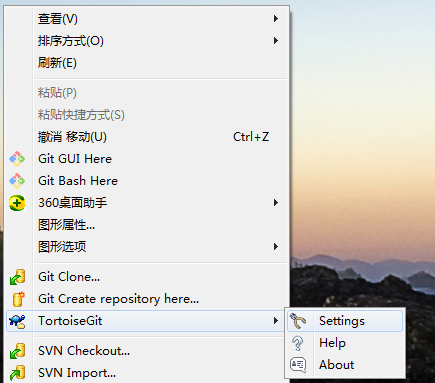 查看(V)
排序方式(O)
刷新(E)
粘贴(P)
粘贴快捷方式(S)
撤消 移动(U) Ctrl+Z
Git GUI Here
Git Bash Here
360桌面助手
图形属性...
图形选项
Git Clone...
Git Create repository here...
TortoiseGit
Settings
Help
About
SVN Checkout...
SVN Import...